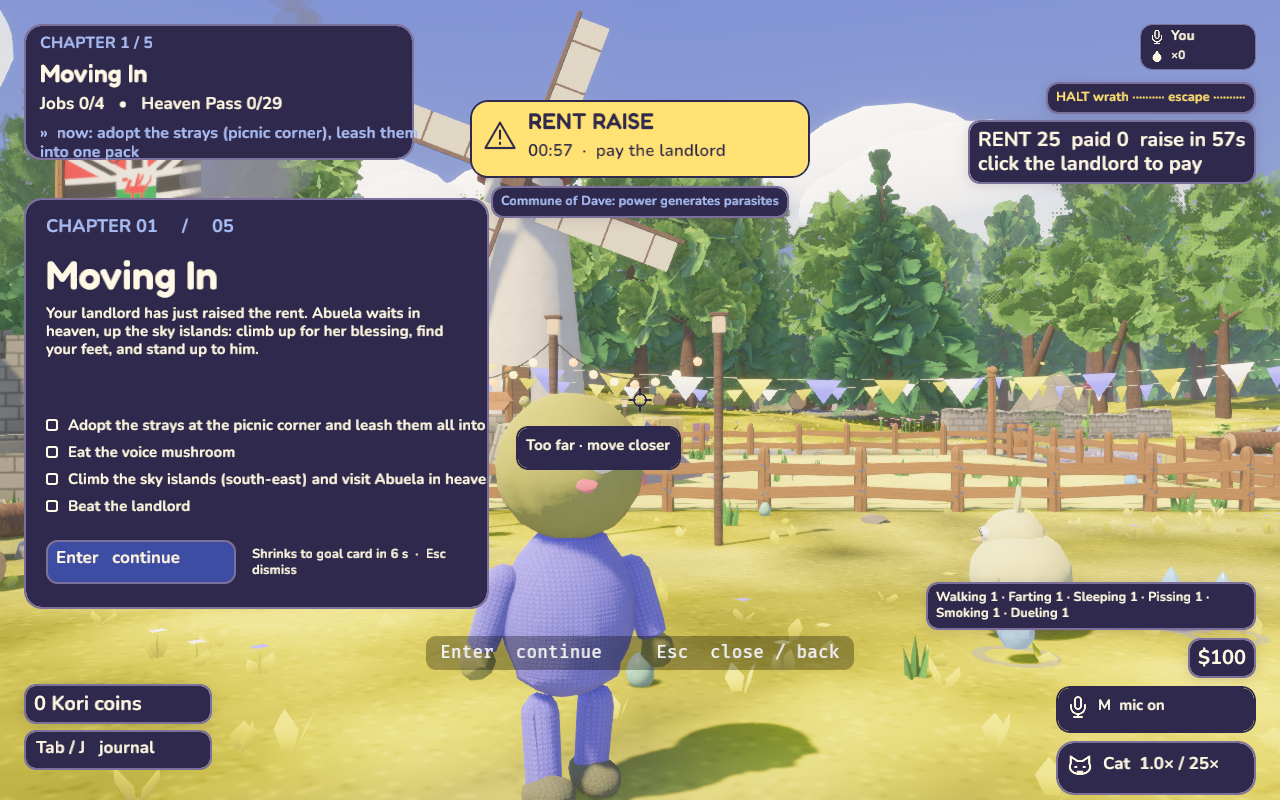 CHAPTER 1 / 5
Moving In
Jobs 0/4 • Heaven Pass 0/29
» now: adopt the strays (picnic corner), leash them
into one pack
RENT RAISE
00:57 · pay the landlord
Commune of Dave: power generates parasites
You
×0
HALT wrath ·········· escape ··········
RENT 25 paid 0 raise in 57s
click the landlord to pay
CHAPTER 01 / 05
Moving In
Your landlord has just raised the rent. Abuela waits in
heaven, up the sky islands: climb up for her blessing, find
your feet, and stand up to him.
Adopt the strays at the picnic corner and leash them all into
Eat the voice mushroom
Climb the sky islands (south-east) and visit Abuela in heave
Beat the landlord
Enter continue
Shrinks to goal card in 6 s · Esc
dismiss
Too far · move closer
Walking 1 · Farting 1 · Sleeping 1 · Pissing 1 ·
Smoking 1 · Dueling 1
Enter continue Esc close / back
$100
0 Kori coins
M mic on
Tab / J journal
Cat 1.0× / 25×